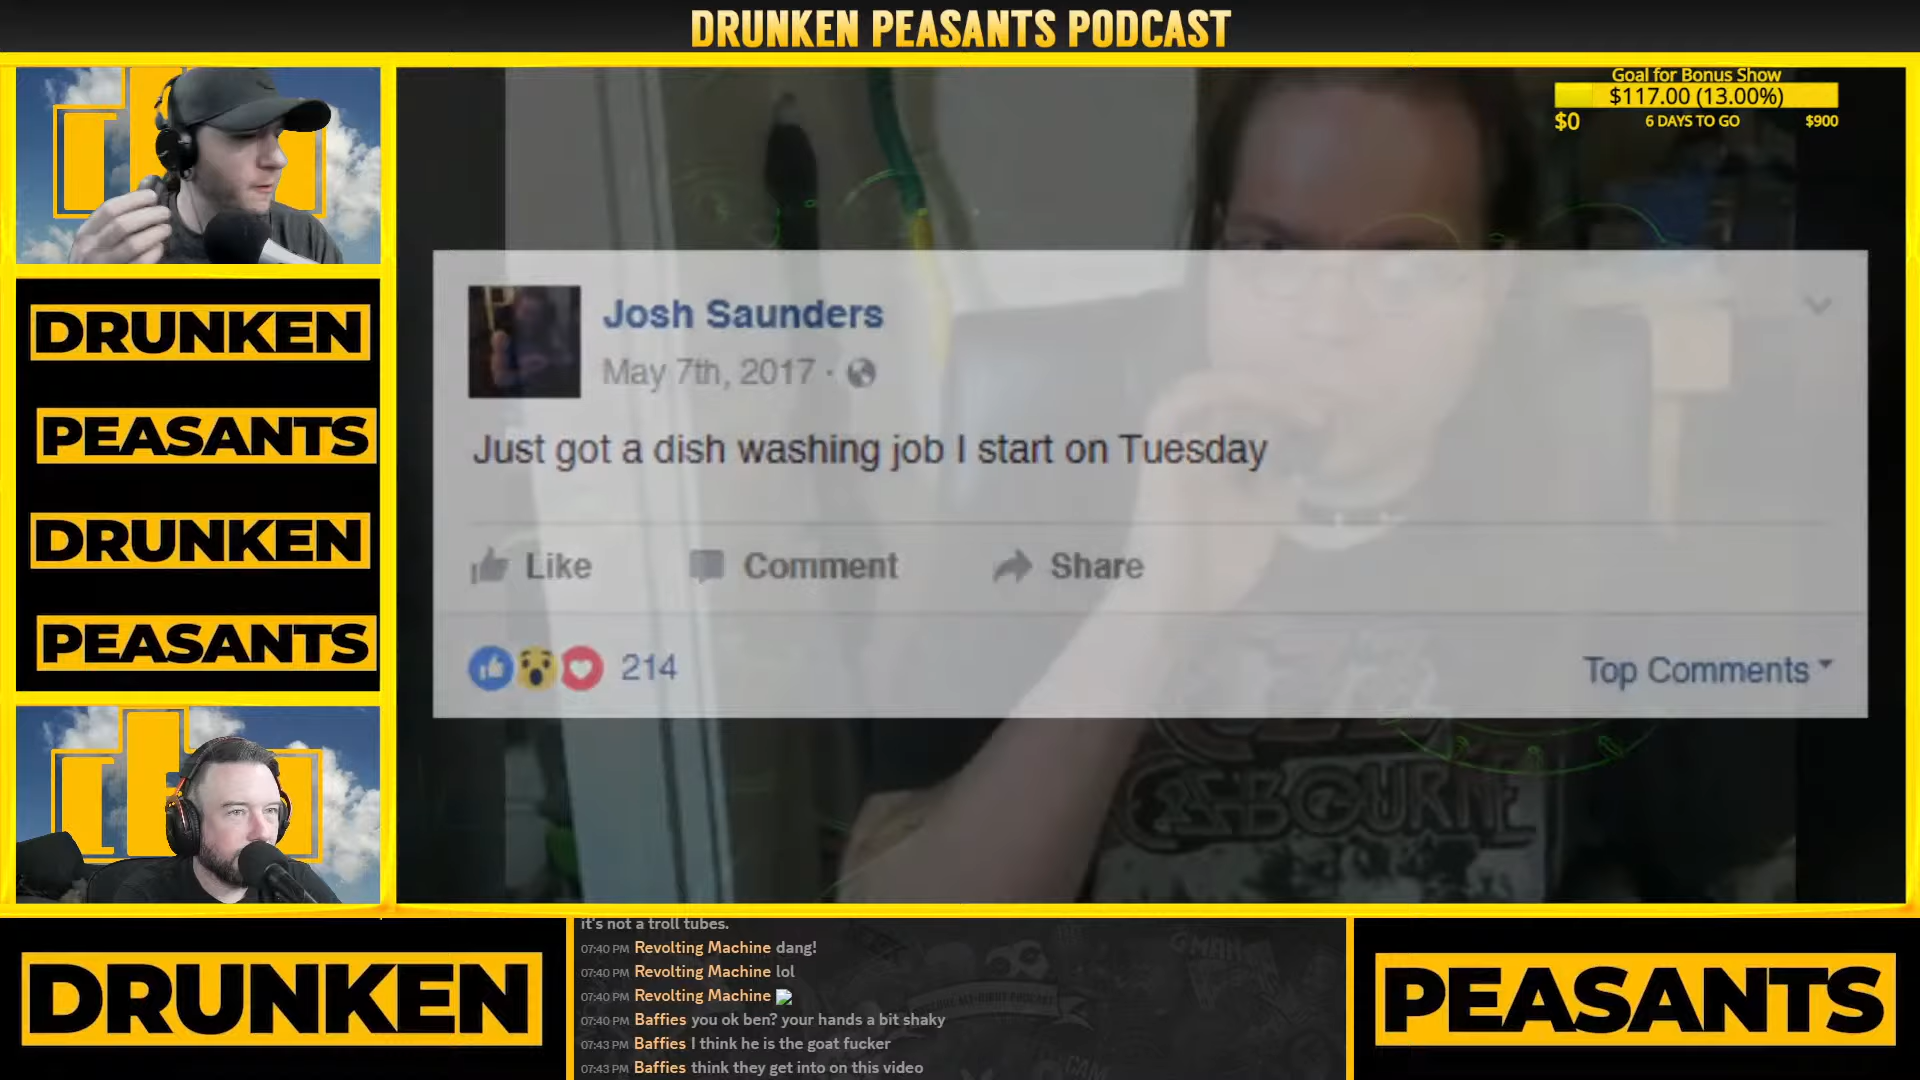 DRUNKEN PEASANTS PODCAST
Goal for Bonus Show
$117.00 (13.00%)
$0 6 DAYS TO GO $900
DRUNKEN
PEASANTS
DRUNKEN
PEASANTS
Josh Saunders
May 7th, 2017 ·
Just got a dish washing job I start on Tuesday
Like Comment Share
214 Top Comments
OZZY
OSBOURNE
it's not a troll tubes.
07:40 PM Revolting Machine dang!
07:40 PM Revolting Machine lol
07:40 PM Revolting Machine
07:40 PM Baffies you ok ben? your hands a bit shaky
07:43 PM Baffies I think he is the goat fucker
07:43 PM Baffies think they get into on this video
DRUNKEN
PEASANTS